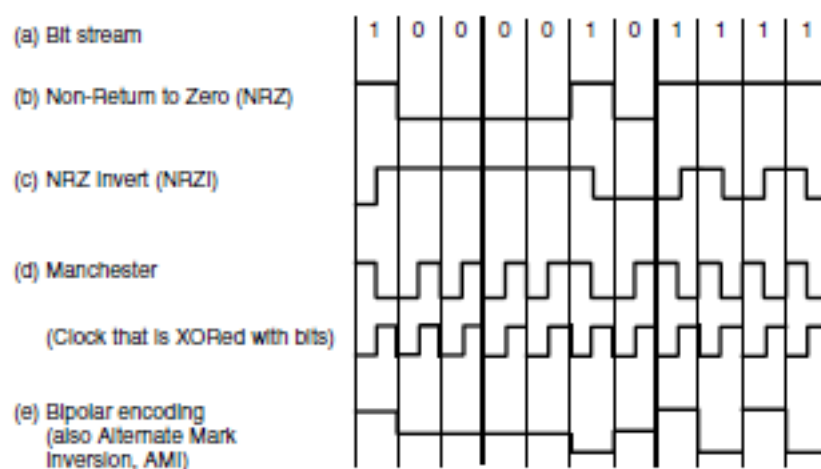 (a) Bit stream 1 0 0 0 0 1 0 1 1 1 1
(b) Non-Return to Zero (NRZ)
(c) NRZ Invert (NRZI)
(d) Manchester
(Clock that is XORed with bits)
(e) Bipolar encoding
(also Alternate Mark
Inversion, AMI)